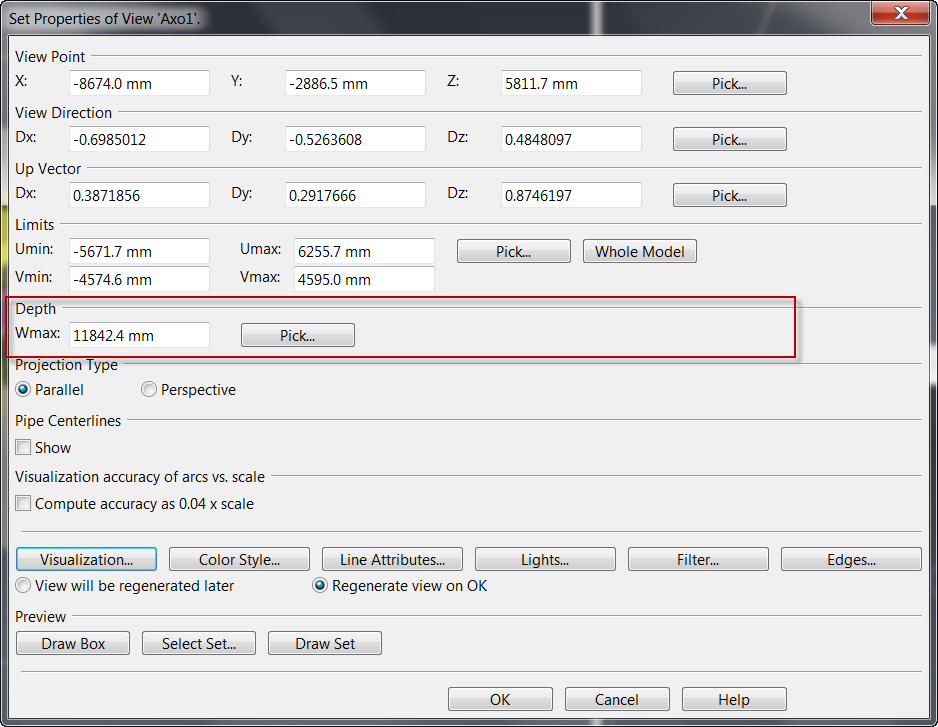 Set Properties of View 'Axo1'.
View Point
X: -8674.0 mm Y: -2886.5 mm Z: 5811.7 mm Pick...
View Direction
Dx: -0.6985012 Dy: -0.5263608 Dz: 0.4848097 Pick...
Up Vector
Dx: 0.3871856 Dy: 0.2917666 Dz: 0.8746197 Pick...
Limits
Umin: -5671.7 mm Umax: 6255.7 mm Pick... Whole Model
Vmin: -4574.6 mm Vmax: 4595.0 mm
Depth
Wmax: 11842.4 mm Pick...
Projection Type
Parallel Perspective
Pipe Centerlines
Show
Visualization accuracy of arcs vs. scale
Compute accuracy as 0.04 x scale
Visualization... Color Style... Line Attributes... Lights... Filter... Edges...
View will be regenerated later Regenerate view on OK
Preview
Draw Box Select Set... Draw Set
OK Cancel Help